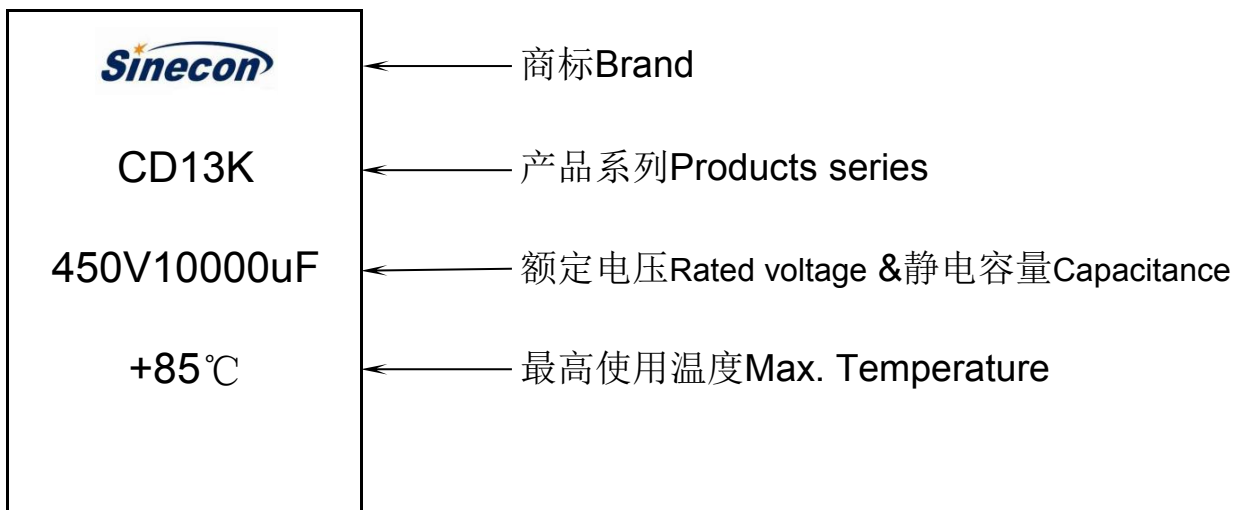 Sinecon
商标Brand
CD13K
产品系列Products series
450V10000uF
额定电压Rated voltage &静电容量Capacitance
+85℃
最高使用温度Max. Temperature